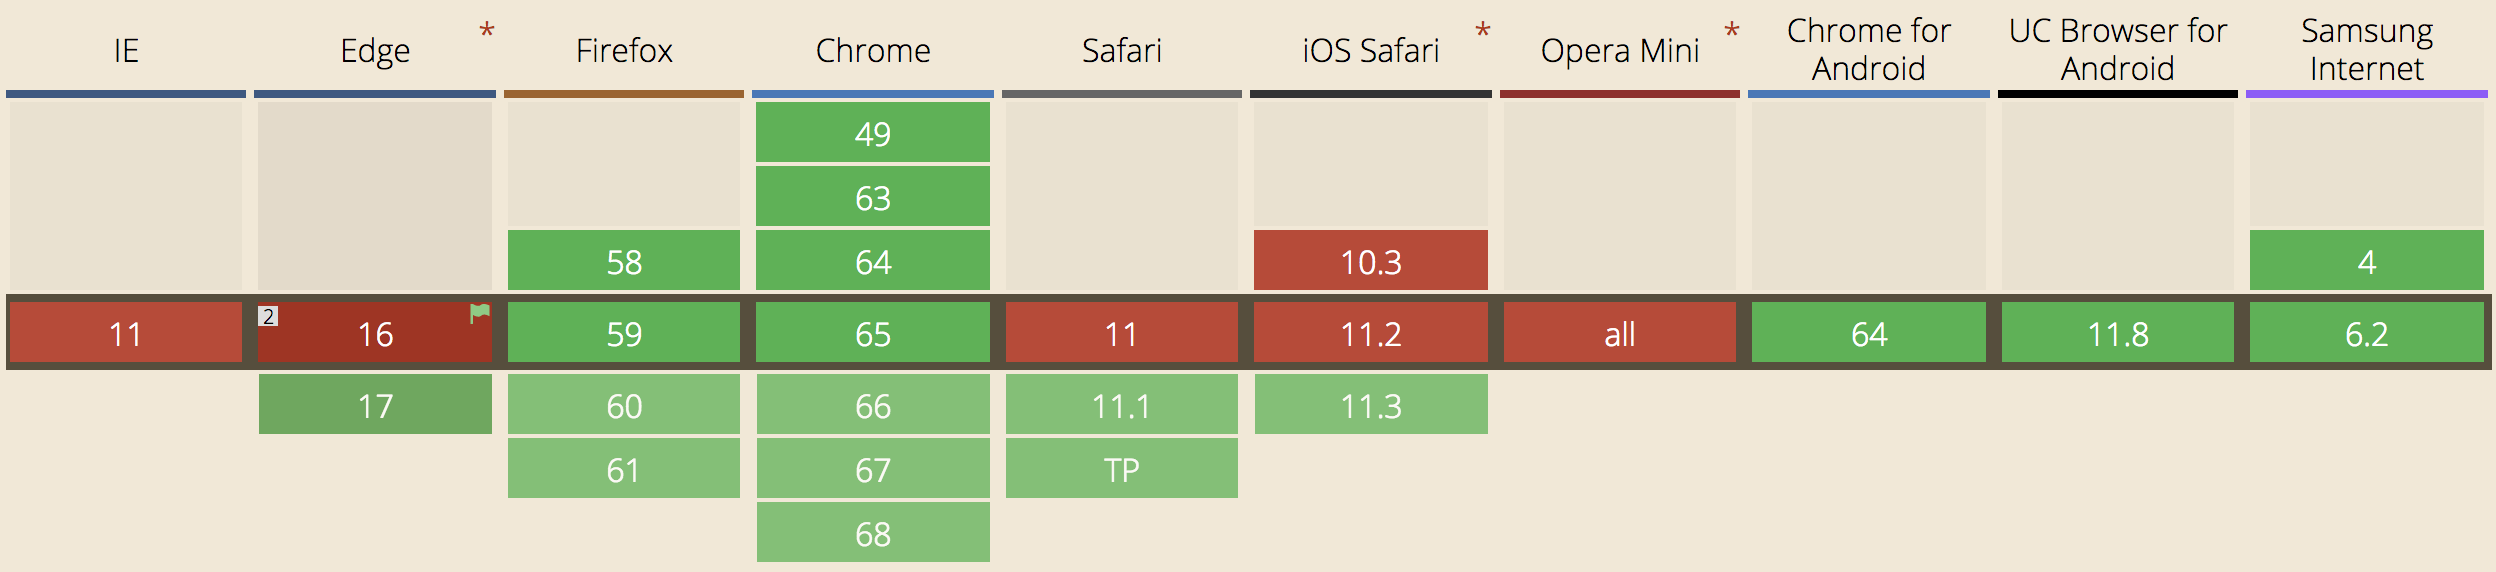 IE Edge * Firefox Chrome Safari iOS Safari * Opera Mini * Chrome for Android UC Browser for Android Samsung Internet
49
63
58 64 10.3 4
11 2 16 59 65 11 11.2 all 64 11.8 6.2
17 60 66 11.1 11.3
61 67 TP
68